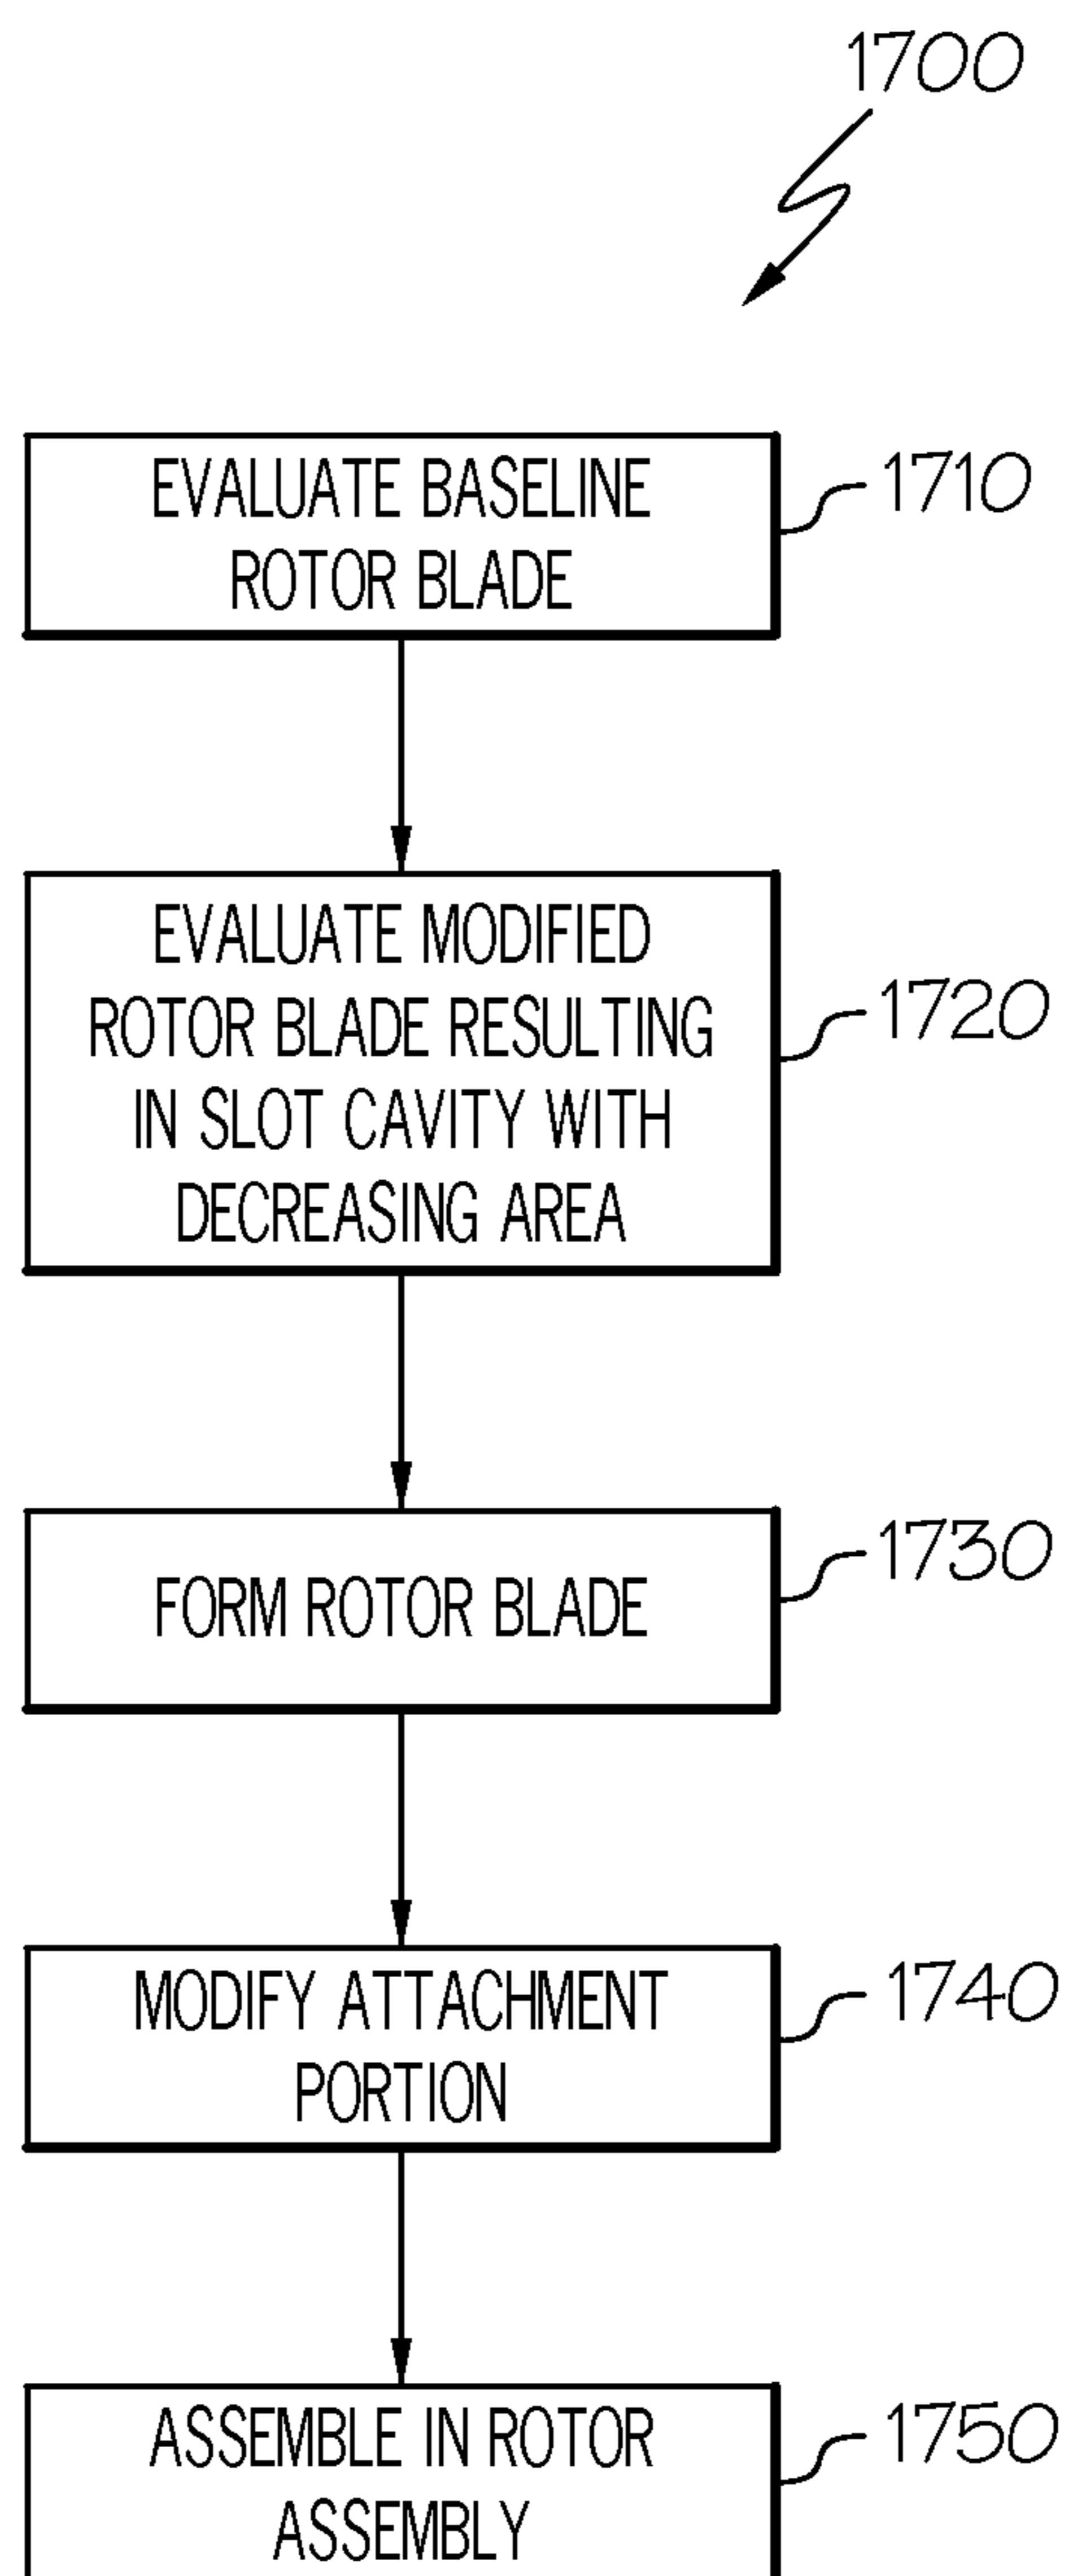 1700
EVALUATE BASELINE
ROTOR BLADE
1710
EVALUATE MODIFIED
ROTOR BLADE RESULTING
IN SLOT CAVITY WITH
DECREASING AREA
1720
FORM ROTOR BLADE
1730
MODIFY ATTACHMENT
PORTION
1740
ASSEMBLE IN ROTOR
ASSEMBLY
1750